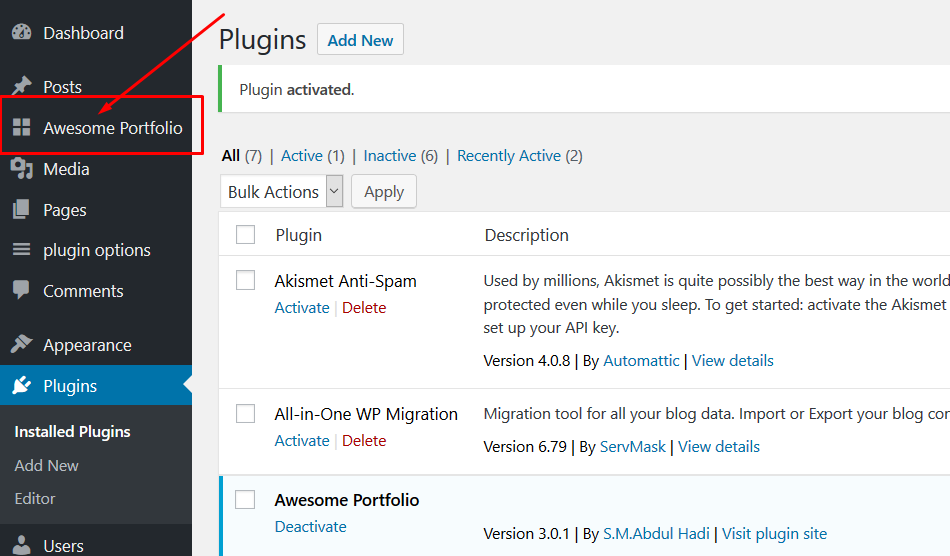 Dashboard
Posts
Awesome Portfolio
Media
Pages
plugin options
Comments
Appearance
Plugins
Installed Plugins
Add New
Editor
Users
Plugins Add New
Plugin activated.
All (7) | Active (1) | Inactive (6) | Recently Active (2)
Bulk Actions Apply
Plugin Description
Akismet Anti-Spam
Activate | Delete
Used by millions, Akismet is quite possibly the best way in the world
protected even while you sleep. To get started: activate the Akismet
set up your API key.
Version 4.0.8 | By Automattic | View details
All-in-One WP Migration
Activate | Delete
Migration tool for all your blog data. Import or Export your blog con
Version 6.79 | By ServMask | View details
Awesome Portfolio
Deactivate
Version 3.0.1 | By S.M.Abdul Hadi | Visit plugin site